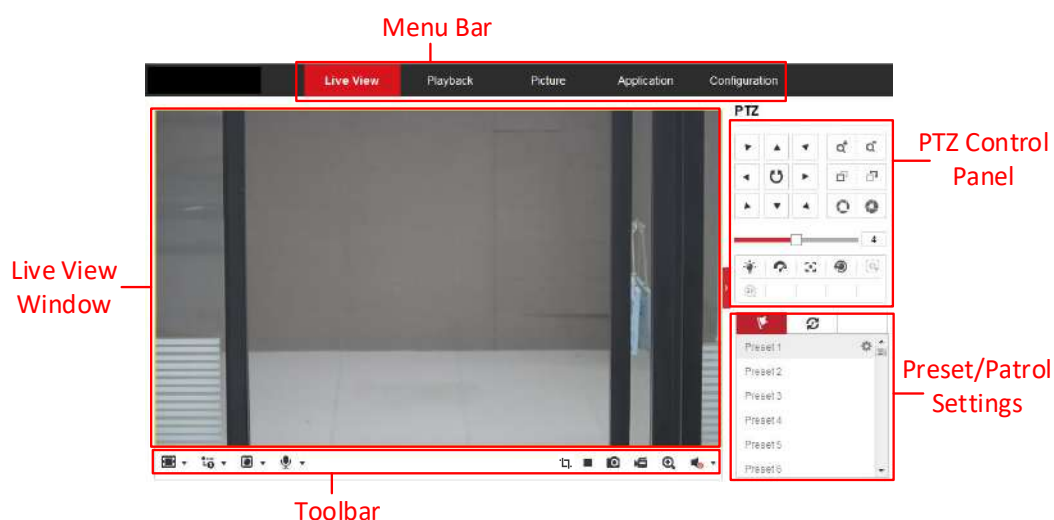 Menu Bar
Live View
Playback
Picture
Application
Configuration
PTZ
PTZ Control
Panel
4
Live View
Window
Preset 1
Preset 2
Preset 3
Preset 4
Preset 5
Preset 6
Preset/Patrol
Settings
Toolbar